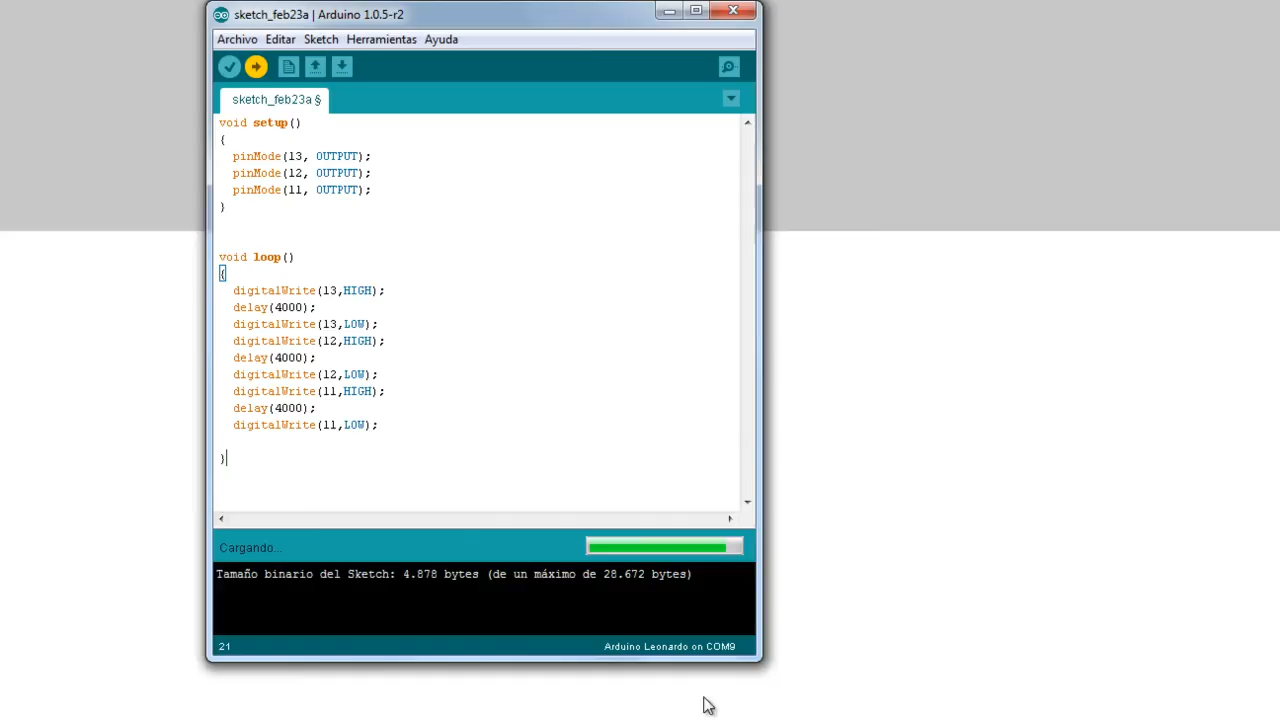 sketch_feb23a | Arduino 1.0.5-r2
Archivo Editar Sketch Herramientas Ayuda
sketch_feb23a §
void setup()
{
pinMode(13, OUTPUT);
pinMode(12, OUTPUT);
pinMode(11, OUTPUT);
}
void loop()
{
digitalWrite(13,HIGH);
delay(4000);
digitalWrite(13,LOW);
digitalWrite(12,HIGH);
delay(4000);
digitalWrite(12,LOW);
digitalWrite(11,HIGH);
delay(4000);
digitalWrite(11,LOW);
}
Cargando...
Tamaño binario del Sketch: 4.878 bytes (de un máximo de 28.672 bytes)
21 Arduino Leonardo on COM9